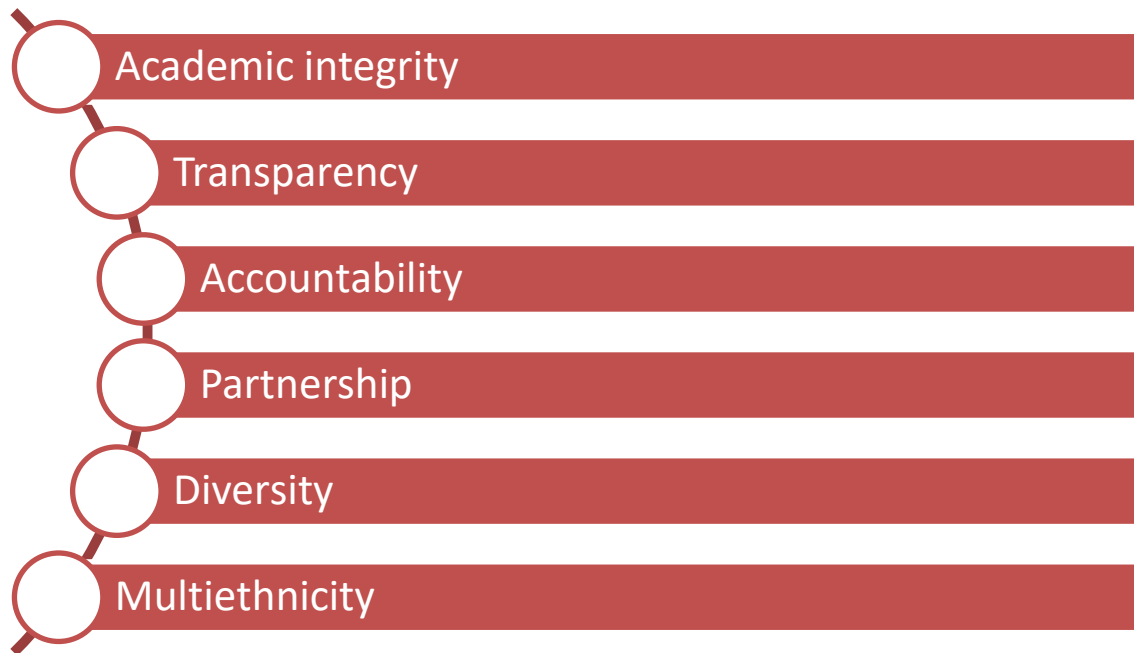 Academic integrity
Transparency
Accountability
Partnership
Diversity
Multiethnicity